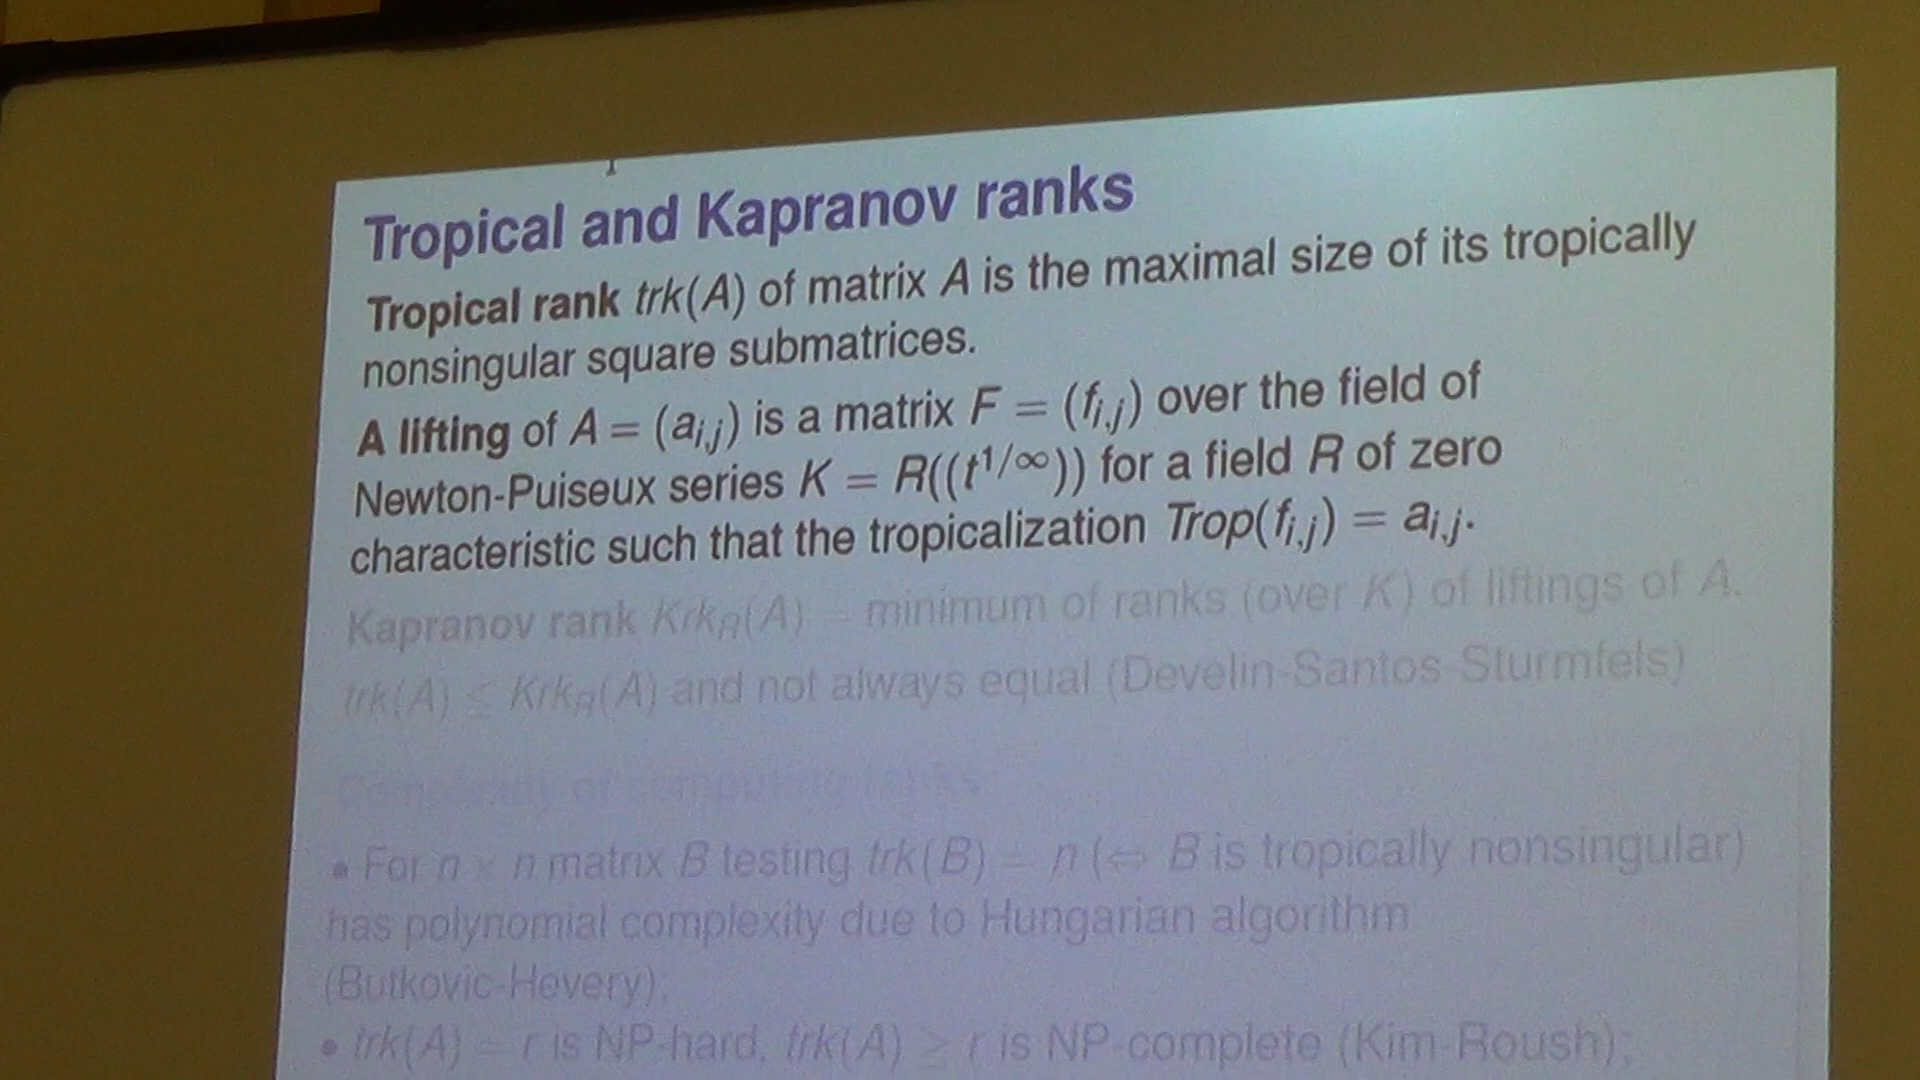 Tropical and Kapranov ranks
Tropical rank trk(A) of matrix A is the maximal size of its tropically
nonsingular square submatrices.
A lifting of A = (a_{i,j}) is a matrix F = (f_{i,j}) over the field of
Newton-Puiseux series K = R((t^{1/∞})) for a field R of zero
characteristic such that the tropicalization Trop(f_{i,j}) = a_{i,j}.
Kapranov rank Krk_R(A) = minimum of ranks (over K) of liftings of A.
trk(A) ≤ Krk_R(A) and not always equal (Develin-Santos-Sturmfels)
Complexity of computing ranks
• For n × n matrix B testing trk(B) = n (⇔ B is tropically nonsingular)
has polynomial complexity due to Hungarian algorithm
(Butkovic-Hevery);
• trk(A) = r is NP-hard, trk(A) ≥ r is NP-complete (Kim-Roush);